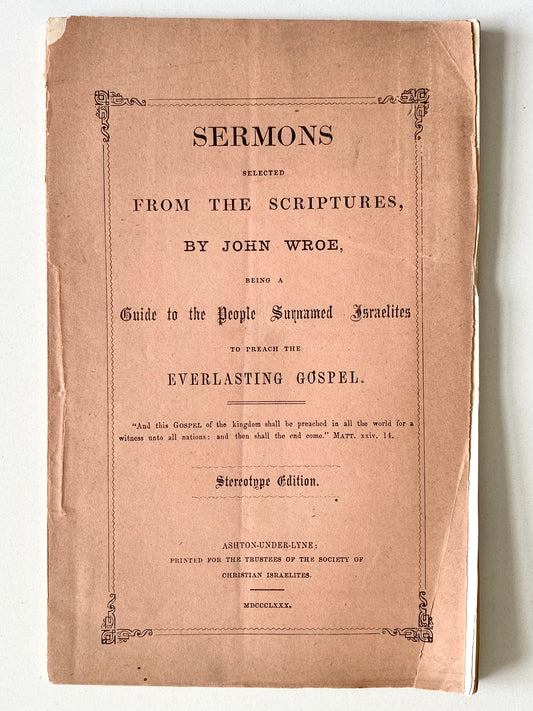 SERMONS
SELECTED
FROM THE SCRIPTURES,
BY JOHN WROE,
BEING A
Guide to the People Surnamed Israelites
TO PREACH THE
EVERLASTING GOSPEL.
"And this GOSPEL of the kingdom shall be preached in all the world for a
witness unto all nations: and then shall the end come." MATT. xxiv. 14.
Stereotype Edition.
ASHTON-UNDER-LYNE:
PRINTED FOR THE TRUSTEES OF THE SOCIETY OF
CHRISTIAN ISRAELITES.
MDCCCLXXX.